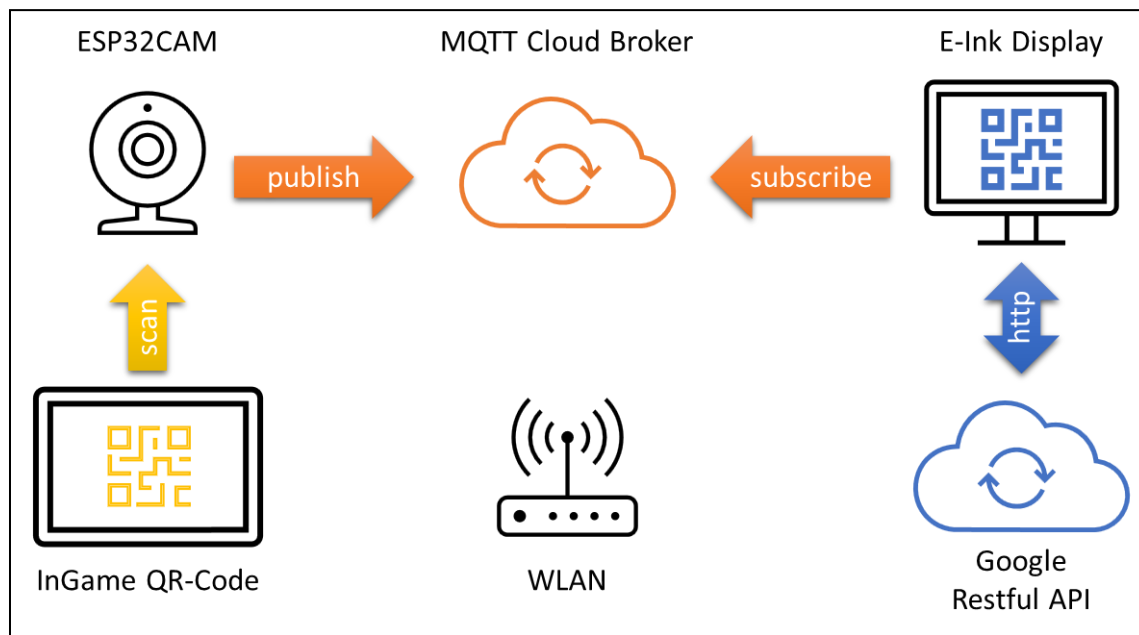 ESP32CAM
MQTT Cloud Broker
E-Ink Display
publish
subscribe
scan
http
InGame QR-Code
WLAN
Google
Restful API